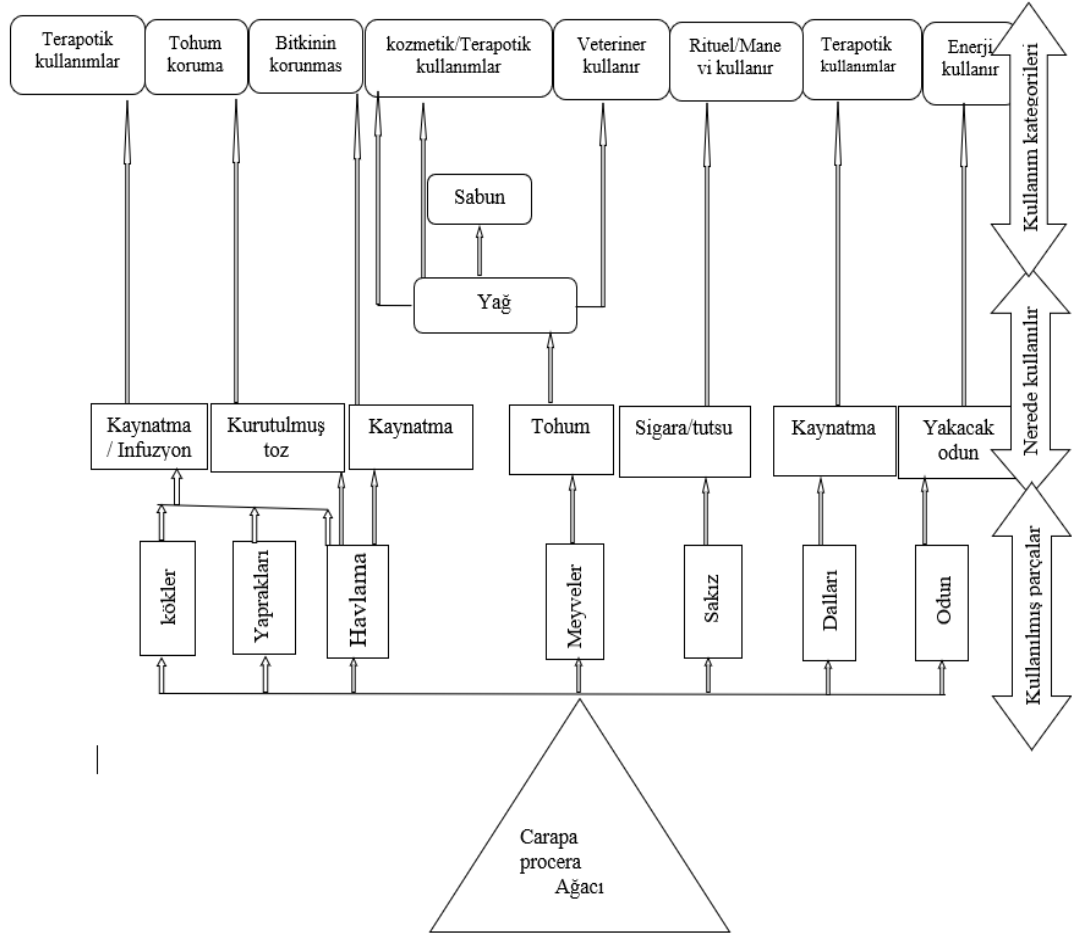 Terapotik
kullanımlar
Tohum
koruma
Bitkinin
korunmas
kozmetik/Terapotik
kullanımlar
Veteriner
kullanır
Rituel/Mane
vi kullanır
Terapotik
kullanımlar
Enerji
kullanır
Kullanım kategorileri
Sabun
Yağ
Nerede kullanılır
Kaynatma
/ Infuzyon
Kurutulmuş
toz
Kaynatma
Tohum
Sigara/tutsu
Kaynatma
Yakacak
odun
kökler
Yaprakları
Havlama
Meyveler
Sakız
Dalları
Odun
Kullanılmış parçalar
Carapa
procera
Ağacı